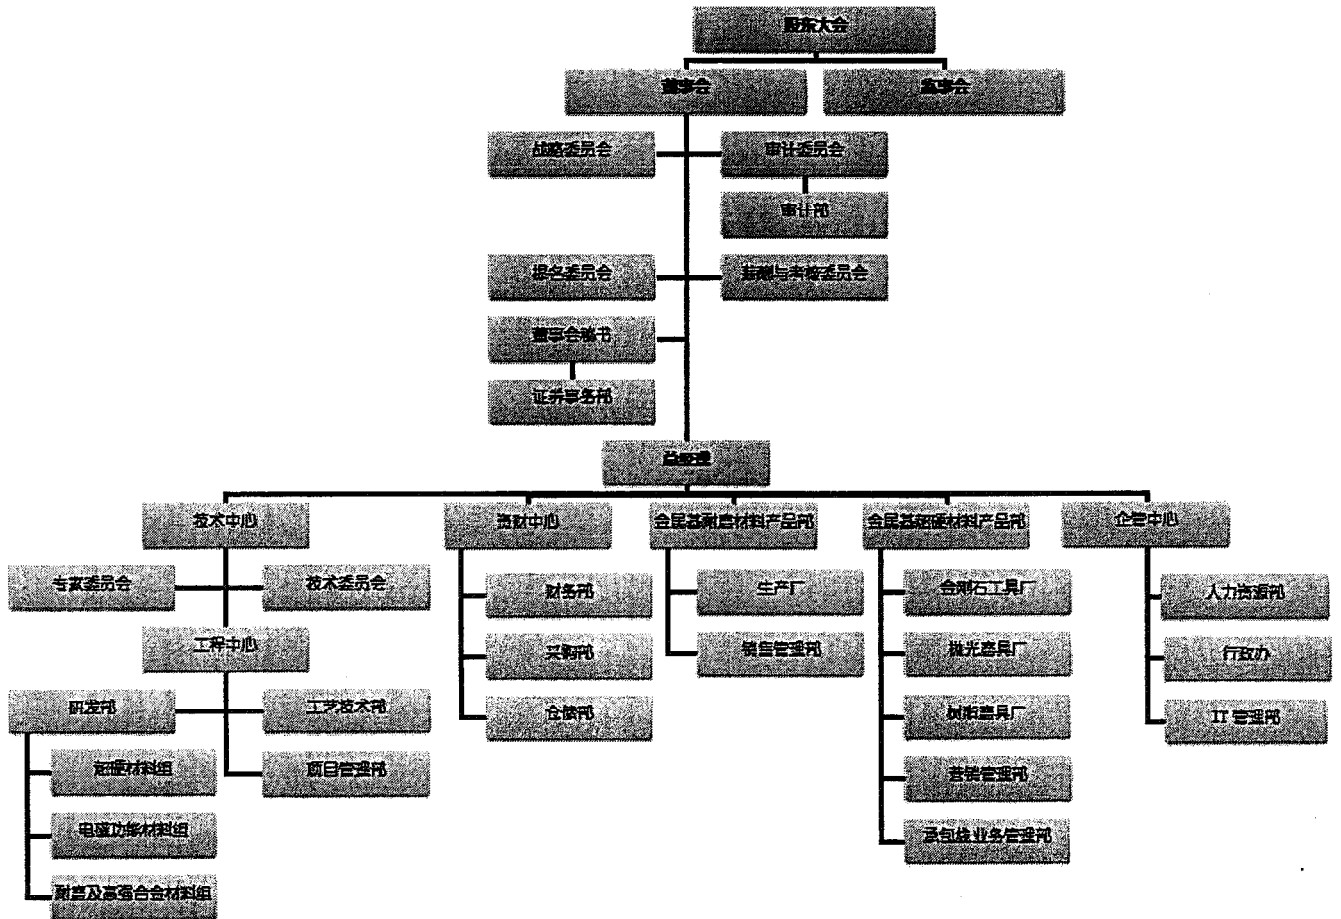 股东大会
董事会
监事会
战略委员会
审计委员会
审计部
提名委员会
薪酬与考核委员会
董事会秘书
证券事务部
总经理
技术中心
资财中心
金属基耐磨材料产品部
金属基超硬材料产品部
企管中心
专家委员会
技术委员会
财务部
生产厂
金刚石工具厂
人力资源部
工程中心
采购部
销售管理部
抛光磨具厂
行政办
研发部
工艺技术部
仓储部
树脂磨具厂
IT管理部
超硬材料组
项目管理部
营销管理部
电磁功能材料组
承包线业务管理部
耐磨及高强合金材料组